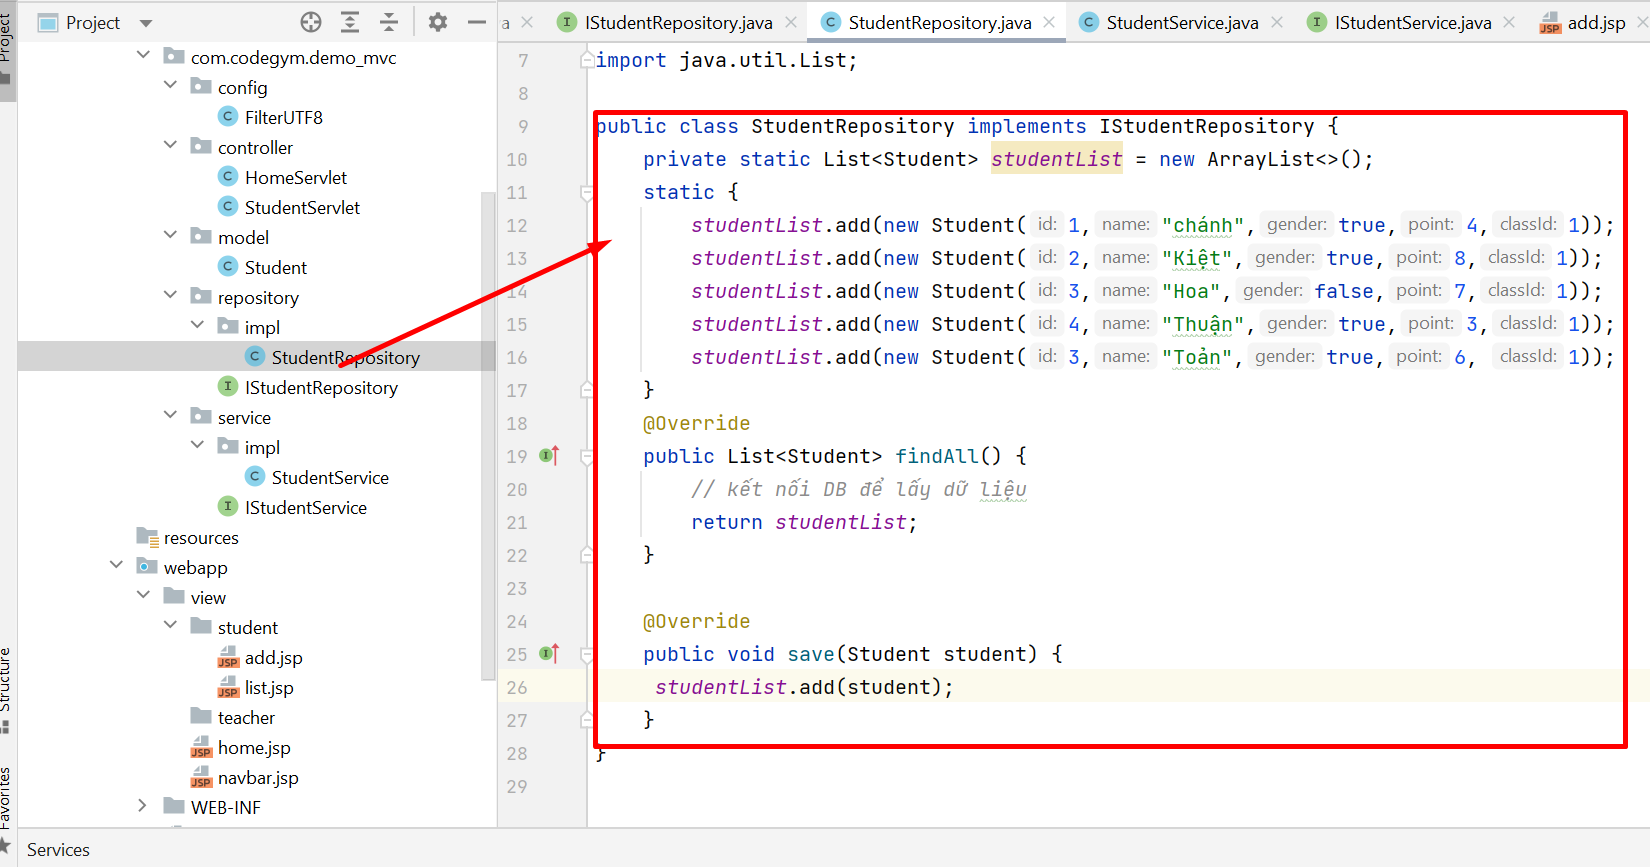 Project
a
IStudentRepository.java
StudentRepository.java
StudentService.java
IStudentService.java
add.jsp
Project
com.codegym.demo_mvc
config
FilterUTF8
controller
HomeServlet
StudentServlet
model
Student
repository
impl
StudentRepository
IStudentRepository
service
impl
StudentService
IStudentService
resources
webapp
view
student
add.jsp
list.jsp
teacher
home.jsp
navbar.jsp
WEB-INF
Structure
Favorites
7 import java.util.List;
8
9 public class StudentRepository implements IStudentRepository {
10 private static List<Student> studentList = new ArrayList<>();
11 static {
12 studentList.add(new Student( id: 1, name: "chánh", gender: true, point: 4, classId: 1));
13 studentList.add(new Student( id: 2, name: "Kiệt", gender: true, point: 8, classId: 1));
14 studentList.add(new Student( id: 3, name: "Hoa", gender: false, point: 7, classId: 1));
15 studentList.add(new Student( id: 4, name: "Thuận", gender: true, point: 3, classId: 1));
16 studentList.add(new Student( id: 3, name: "Toản", gender: true, point: 6, classId: 1));
17 }
18 @Override
19 public List<Student> findAll() {
20 // kết nối DB để lấy dữ liệu
21 return studentList;
22 }
23
24 @Override
25 public void save(Student student) {
26 studentList.add(student);
27 }
28 }
29
Services